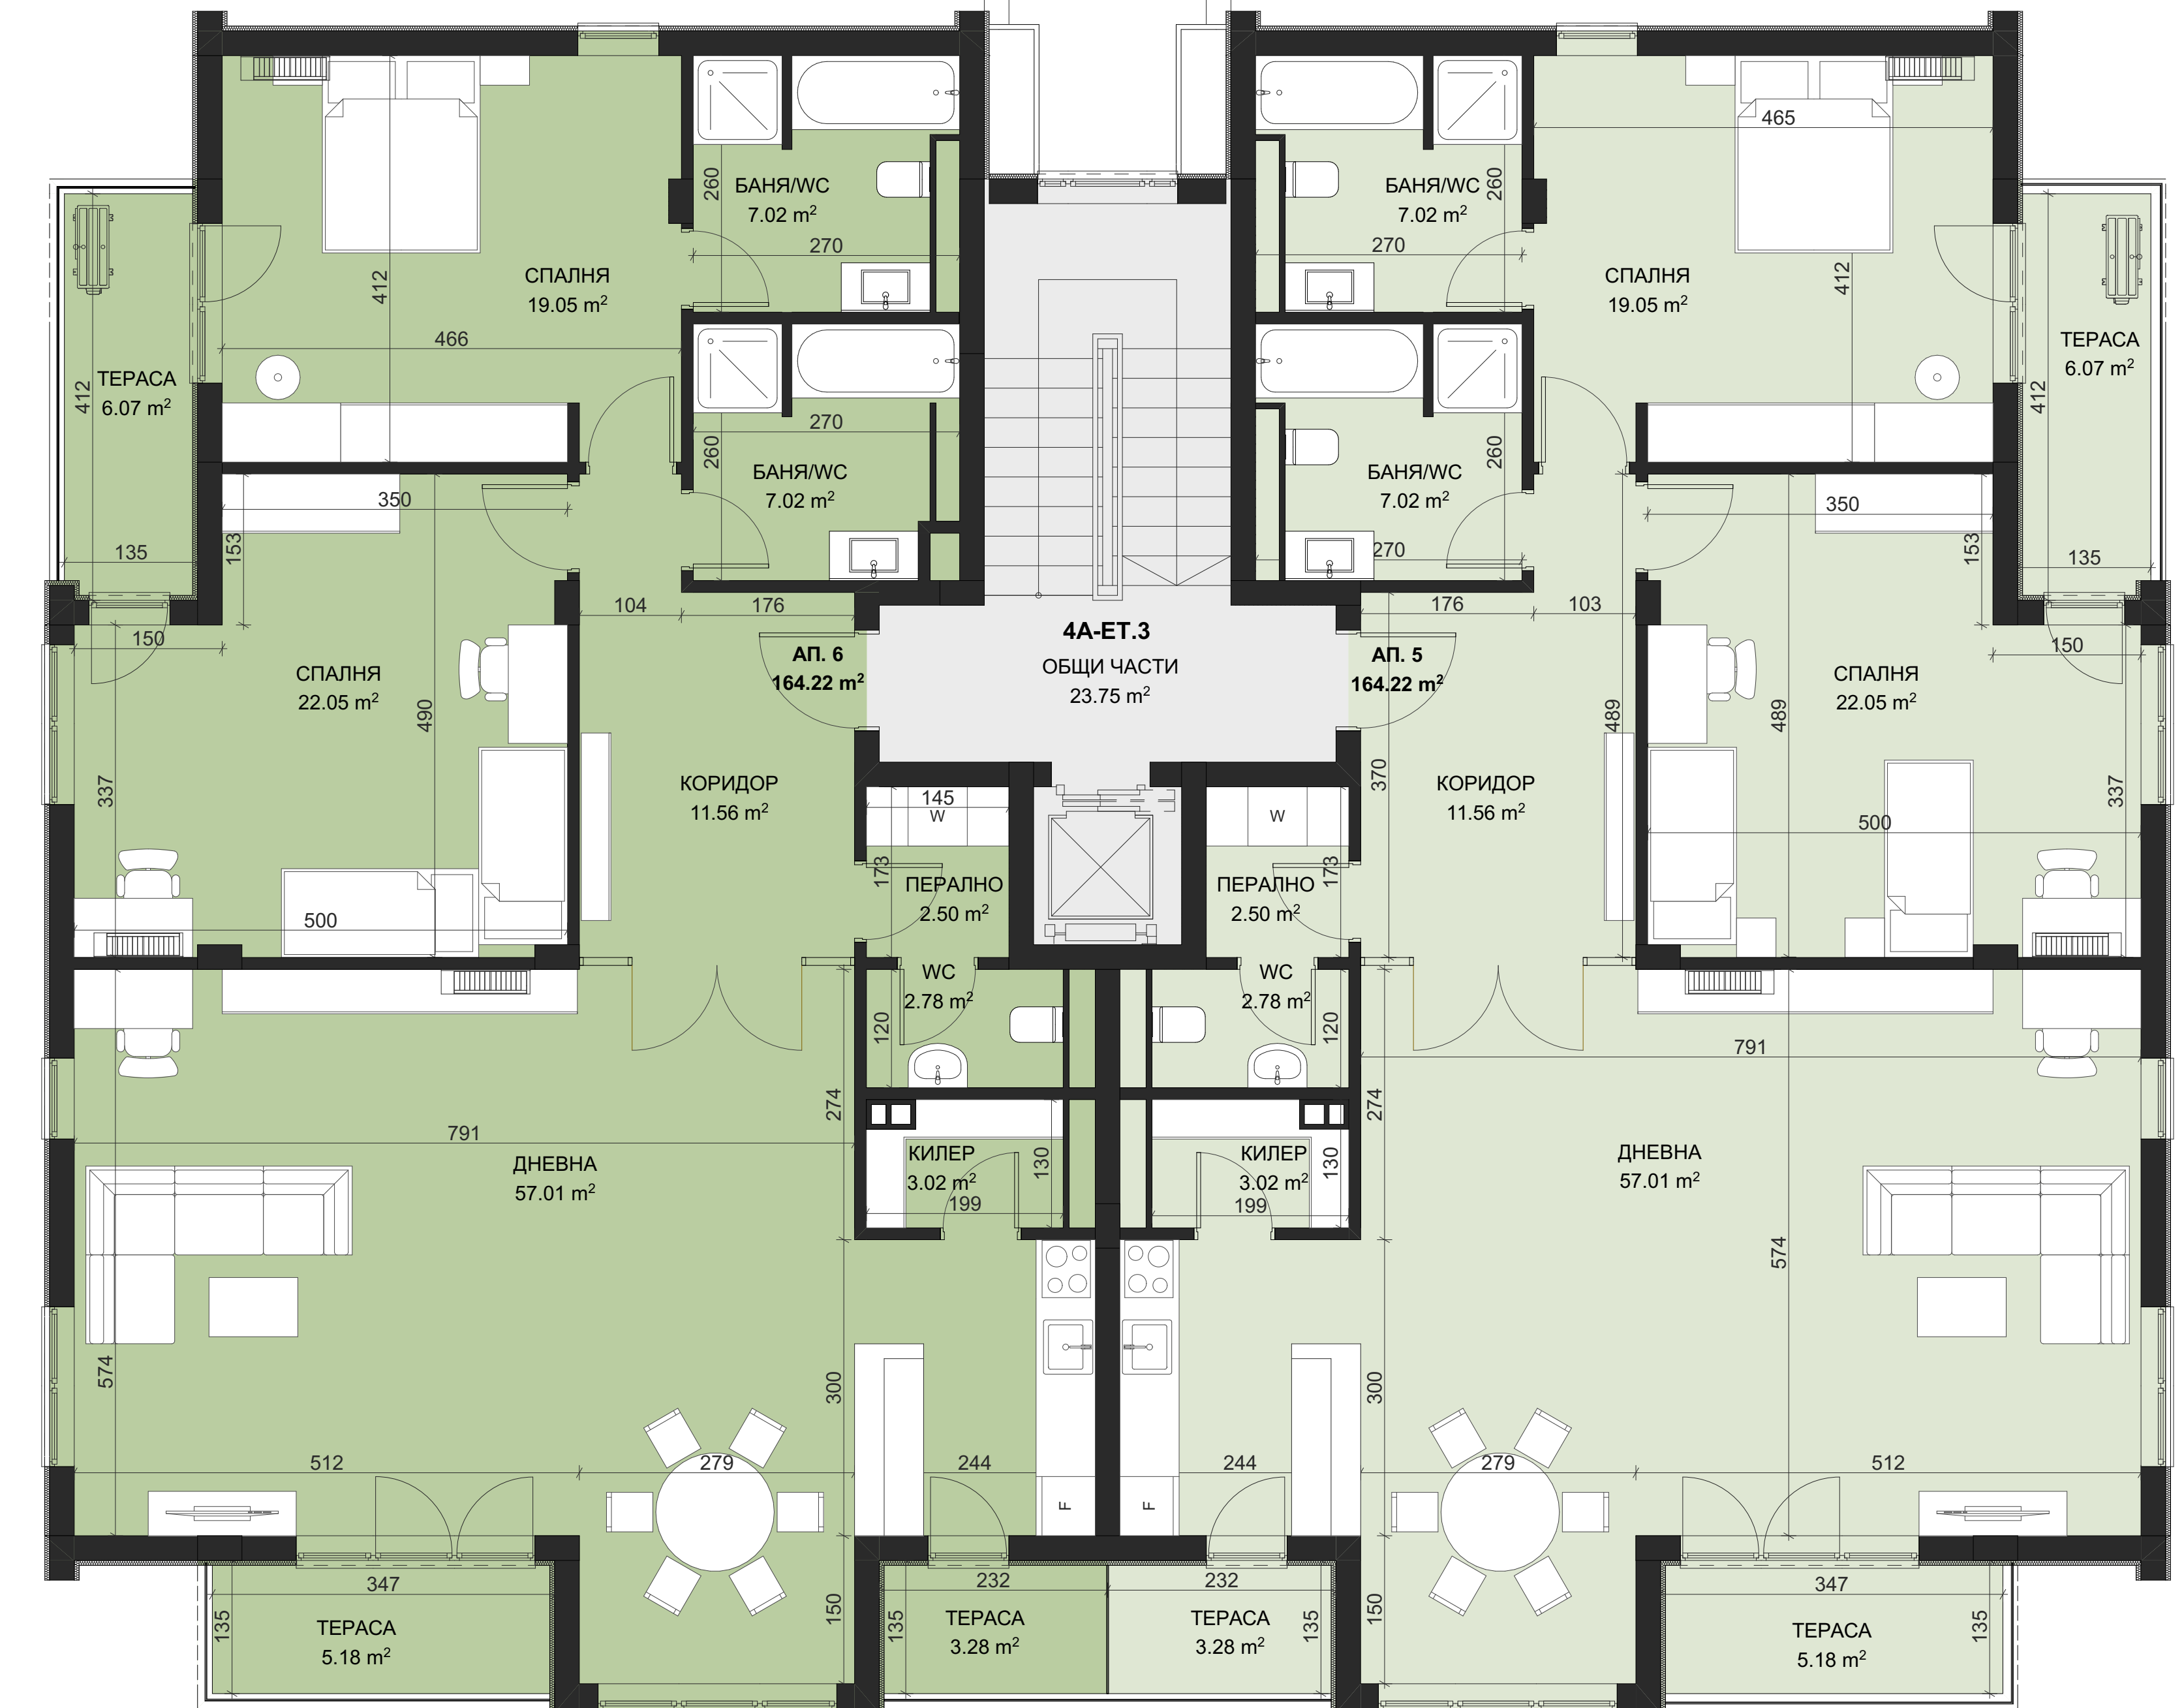 465
260
БАНЯ/WC
7.02 m²
270
БАНЯ/WC
7.02 m²
260
270
СПАЛНЯ
19.05 m²
412
СПАЛНЯ
19.05 m²
412
466
ТЕРАСА
6.07 m²
412
ТЕРАСА
6.07 m²
412
270
260
БАНЯ/WC
7.02 m²
БАНЯ/WC
7.02 m²
260
270
350
153
135
350
153
135
104
176
176
103
150
150
4А-ЕТ.3
ОБЩИ ЧАСТИ
23.75 m²
АП. 6
164.22 m²
АП. 5
164.22 m²
СПАЛНЯ
22.05 m²
490
337
500
СПАЛНЯ
22.05 m²
489
489
337
500
КОРИДОР
11.56 m²
370
КОРИДОР
11.56 m²
145
W
W
173
ПЕРАЛНО
2.50 m²
ПЕРАЛНО
2.50 m²
173
WC
2.78 m²
120
WC
2.78 m²
120
791
791
274
274
КИЛЕР
3.02 m²
130
199
КИЛЕР
3.02 m²
130
199
ДНЕВНА
57.01 m²
574
ДНЕВНА
57.01 m²
574
300
300
512
279
244
244
279
512
F
F
347
135
ТЕРАСА
5.18 m²
150
232
135
ТЕРАСА
3.28 m²
232
135
ТЕРАСА
3.28 m²
150
347
135
ТЕРАСА
5.18 m²